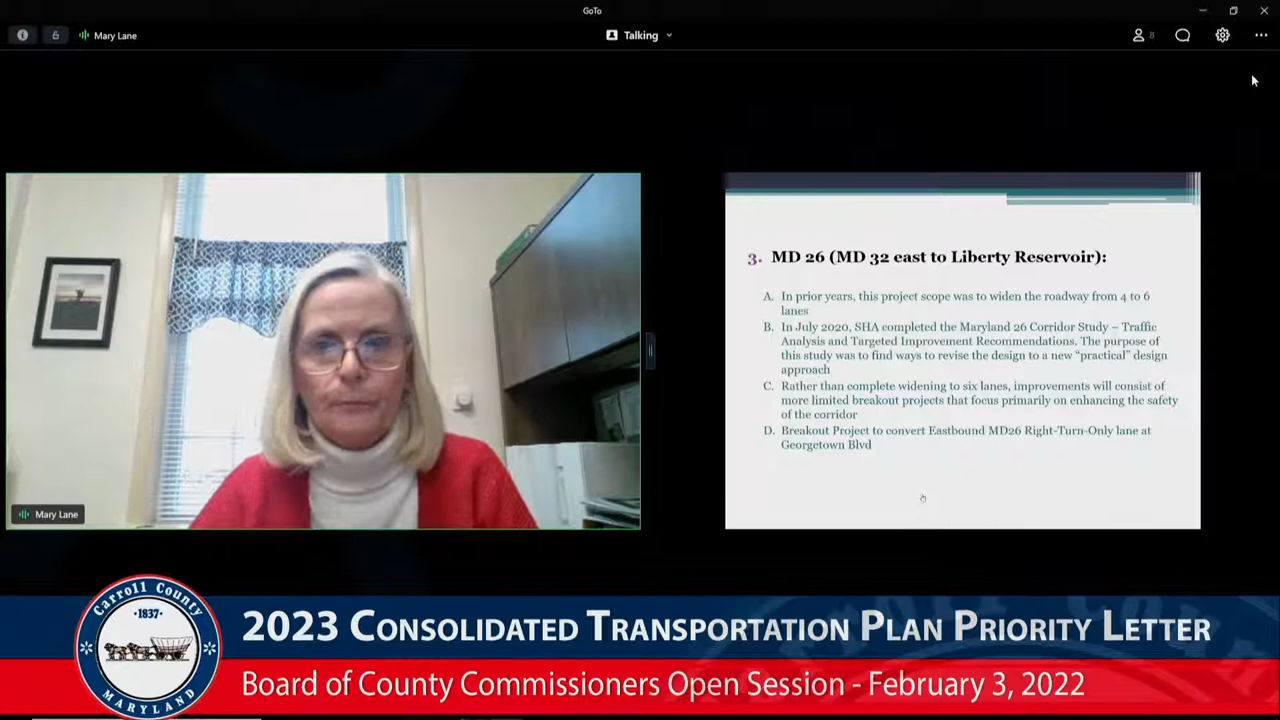 GoTo
Mary Lane
Talking
8
Mary Lane
3. MD 26 (MD 32 east to Liberty Reservoir):
A. In prior years, this project scope was to widen the roadway from 4 to 6
lanes
B. In July 2020, SHA completed the Maryland 26 Corridor Study – Traffic
Analysis and Targeted Improvement Recommendations. The purpose of
this study was to find ways to revise the design to a new “practical” design
approach
C. Rather than complete widening to six lanes, improvements will consist of
more limited breakout projects that focus primarily on enhancing the safety
of the corridor
D. Breakout Project to convert Eastbound MD26 Right-Turn-Only lane at
Georgetown Blvd
Carroll County
·1837·
MARYLAND
2023 CONSOLIDATED TRANSPORTATION PLAN PRIORITY LETTER
Board of County Commissioners Open Session - February 3, 2022